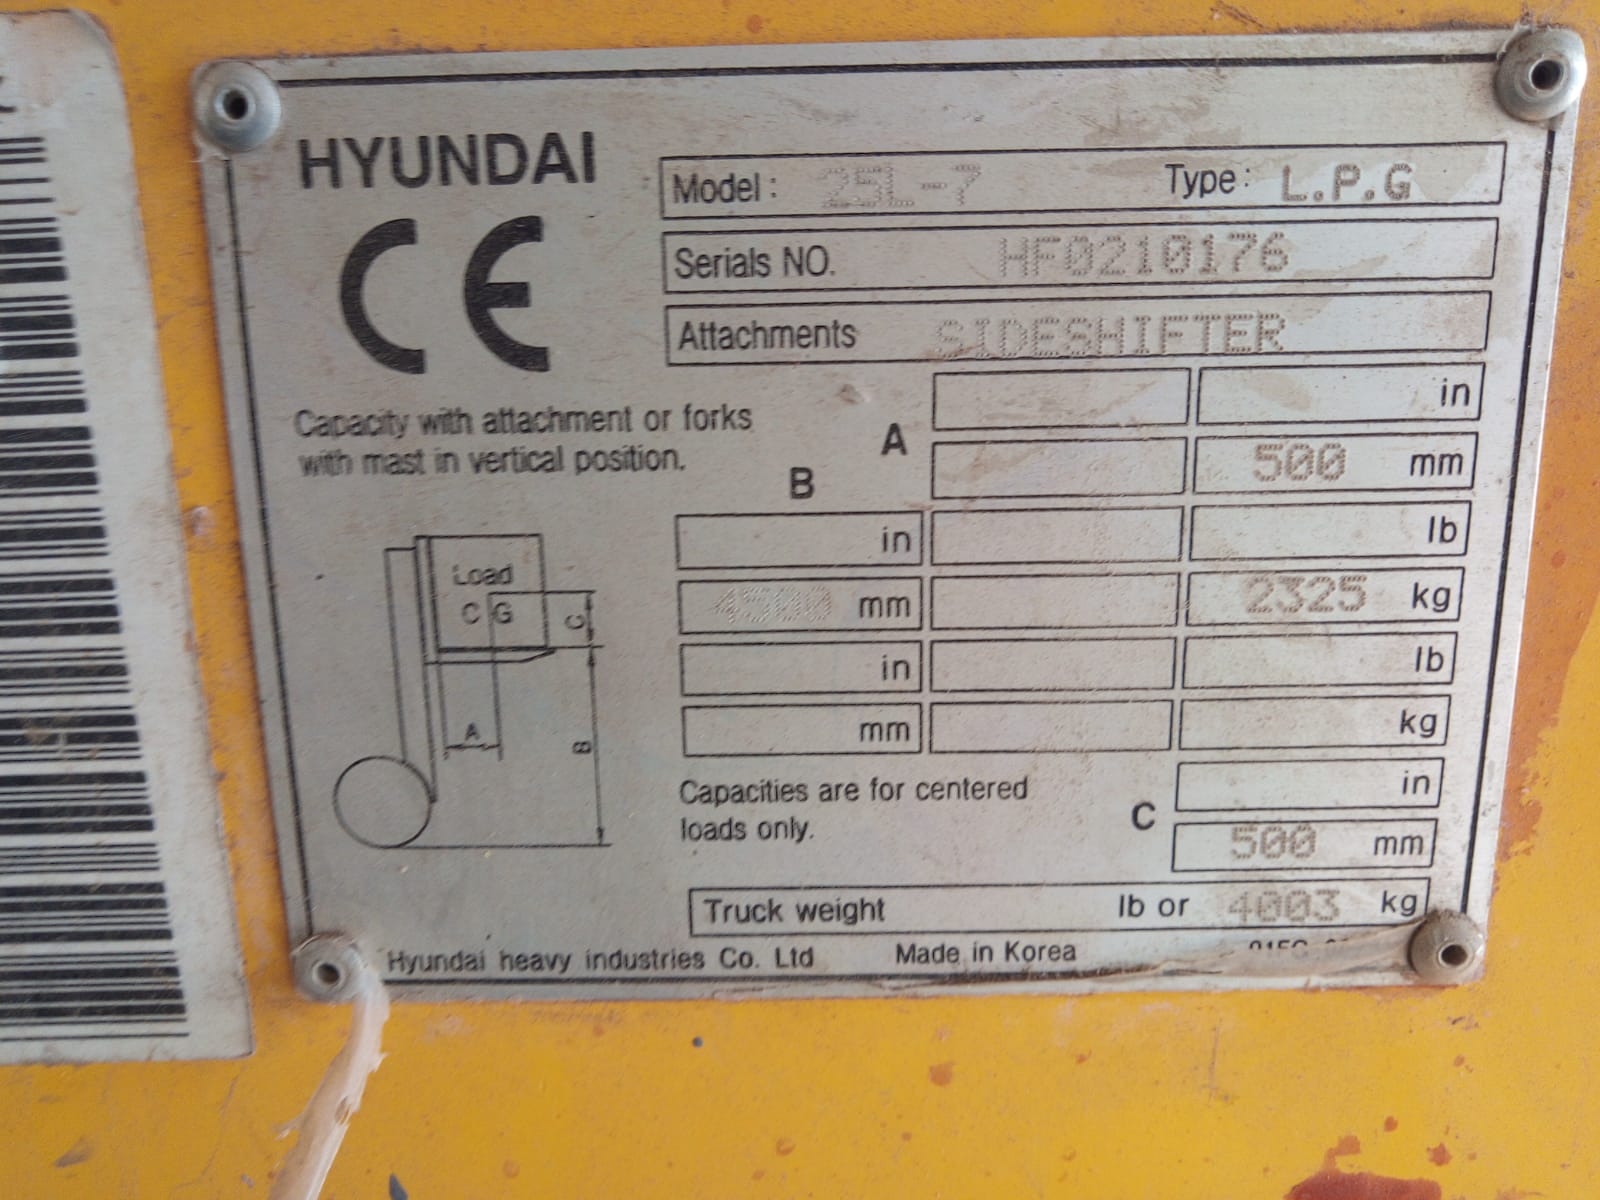 HYUNDAI
CE
Model : 25L-7 Type : L.P.G
Serials NO. HF0210176
Attachments SIDESHIFTER
Capacity with attachment or forks
with mast in vertical position.
A
in
500 mm
B
in
lb
4500 mm
2325 kg
in
lb
mm
kg
Load
C G
C
A
B
Capacities are for centered
loads only.
C
in
500 mm
Truck weight lb or 4003 kg
Hyundai heavy industries Co. Ltd Made in Korea